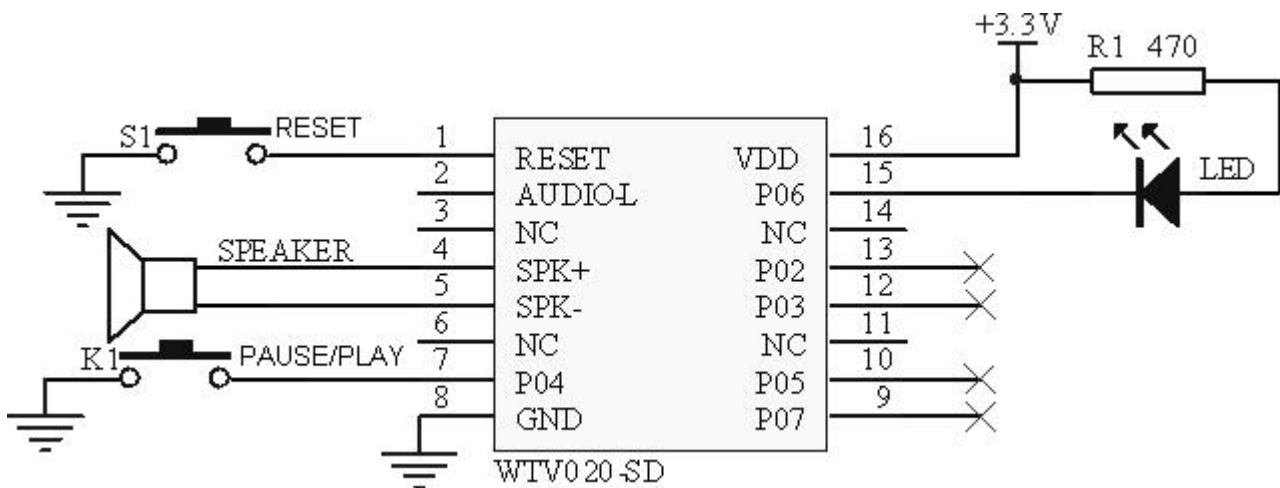 +3.3V
R1 470
S1 RESET
1
16
RESET VDD
2
15
LED
AUDIO-L P06
3
14
NC NC
SPEAKER
4
13
SPK+ P02
5
12
SPK- P03
6
11
NC NC
K1 PAUSE/PLAY
7
10
P04 P05
8
9
GND P07
WTV020-SD